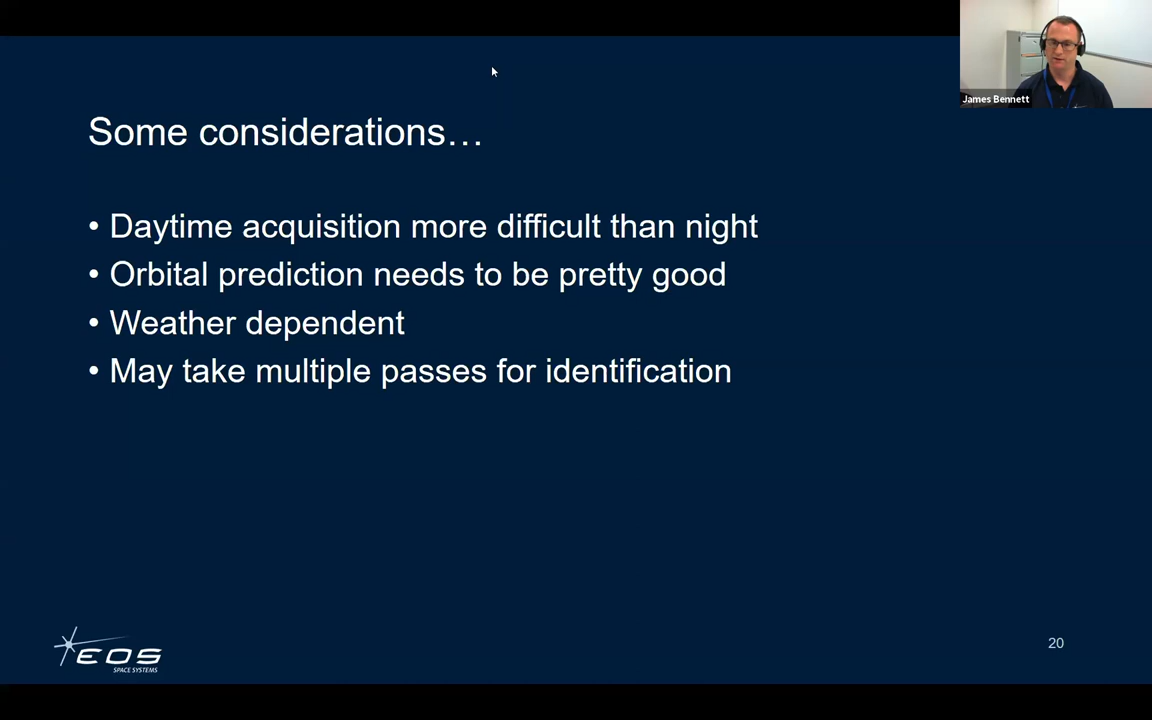 James Bennett
Some considerations…
• Daytime acquisition more difficult than night
• Orbital prediction needs to be pretty good
• Weather dependent
• May take multiple passes for identification
EOS
SPACE SYSTEMS
20